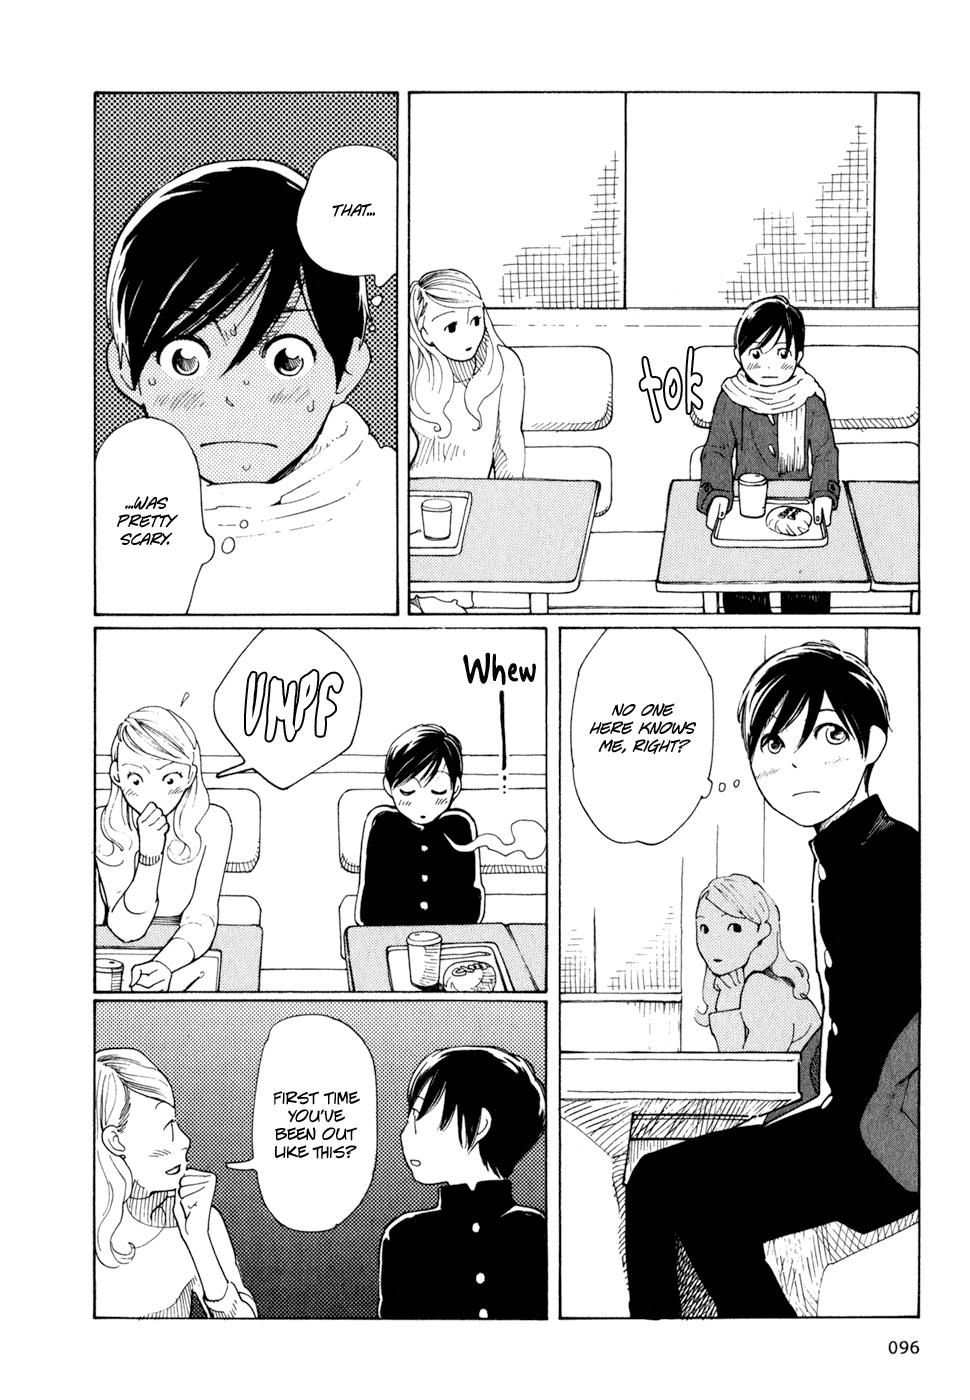 tok
THAT...
...WAS
PRETTY
SCARY.
NO ONE
HERE KNOWS
ME, RIGHT?
Whew
UMPF
FIRST TIME
YOU'VE
BEEN OUT
LIKE THIS?
096